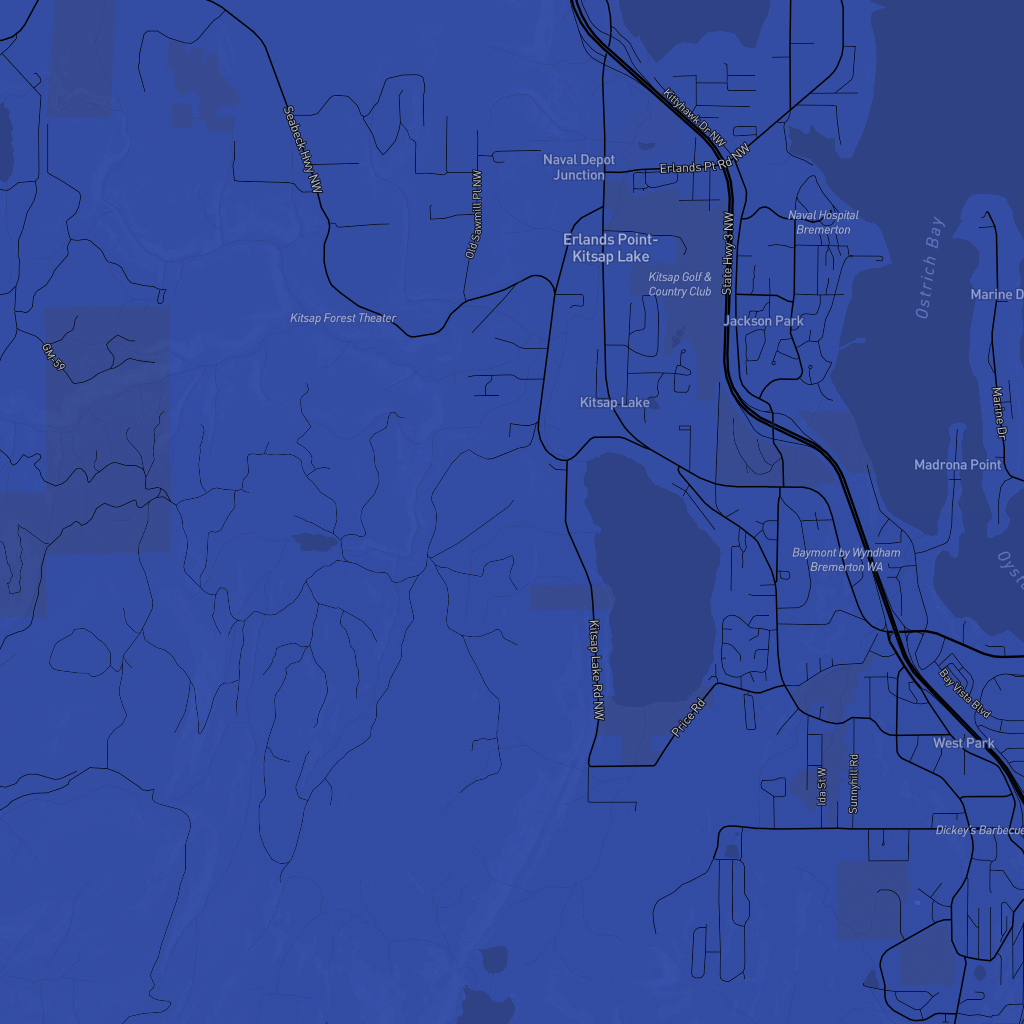 Kittyhawk Dr NW
Seabeck Hwy NW
Naval Depot
Junction
Erlands Pt Rd NW
Old Sawmill Pl NW
Naval Hospital
Bremerton
Ostrich Bay
Erlands Point-
Kitsap Lake
State Hwy 3 NW
Kitsap Golf &
Country Club
Marine D
Kitsap Forest Theater
Jackson Park
GM-59
Kitsap Lake
Marine Dr
Madrona Point
Baymont by Wyndham
Bremerton WA
Oyste
Kitsap Lake Rd NW
Bay Vista Blvd
Price Rd
West Park
Ida St W
Sunnyhill Rd
Dickey's Barbecue